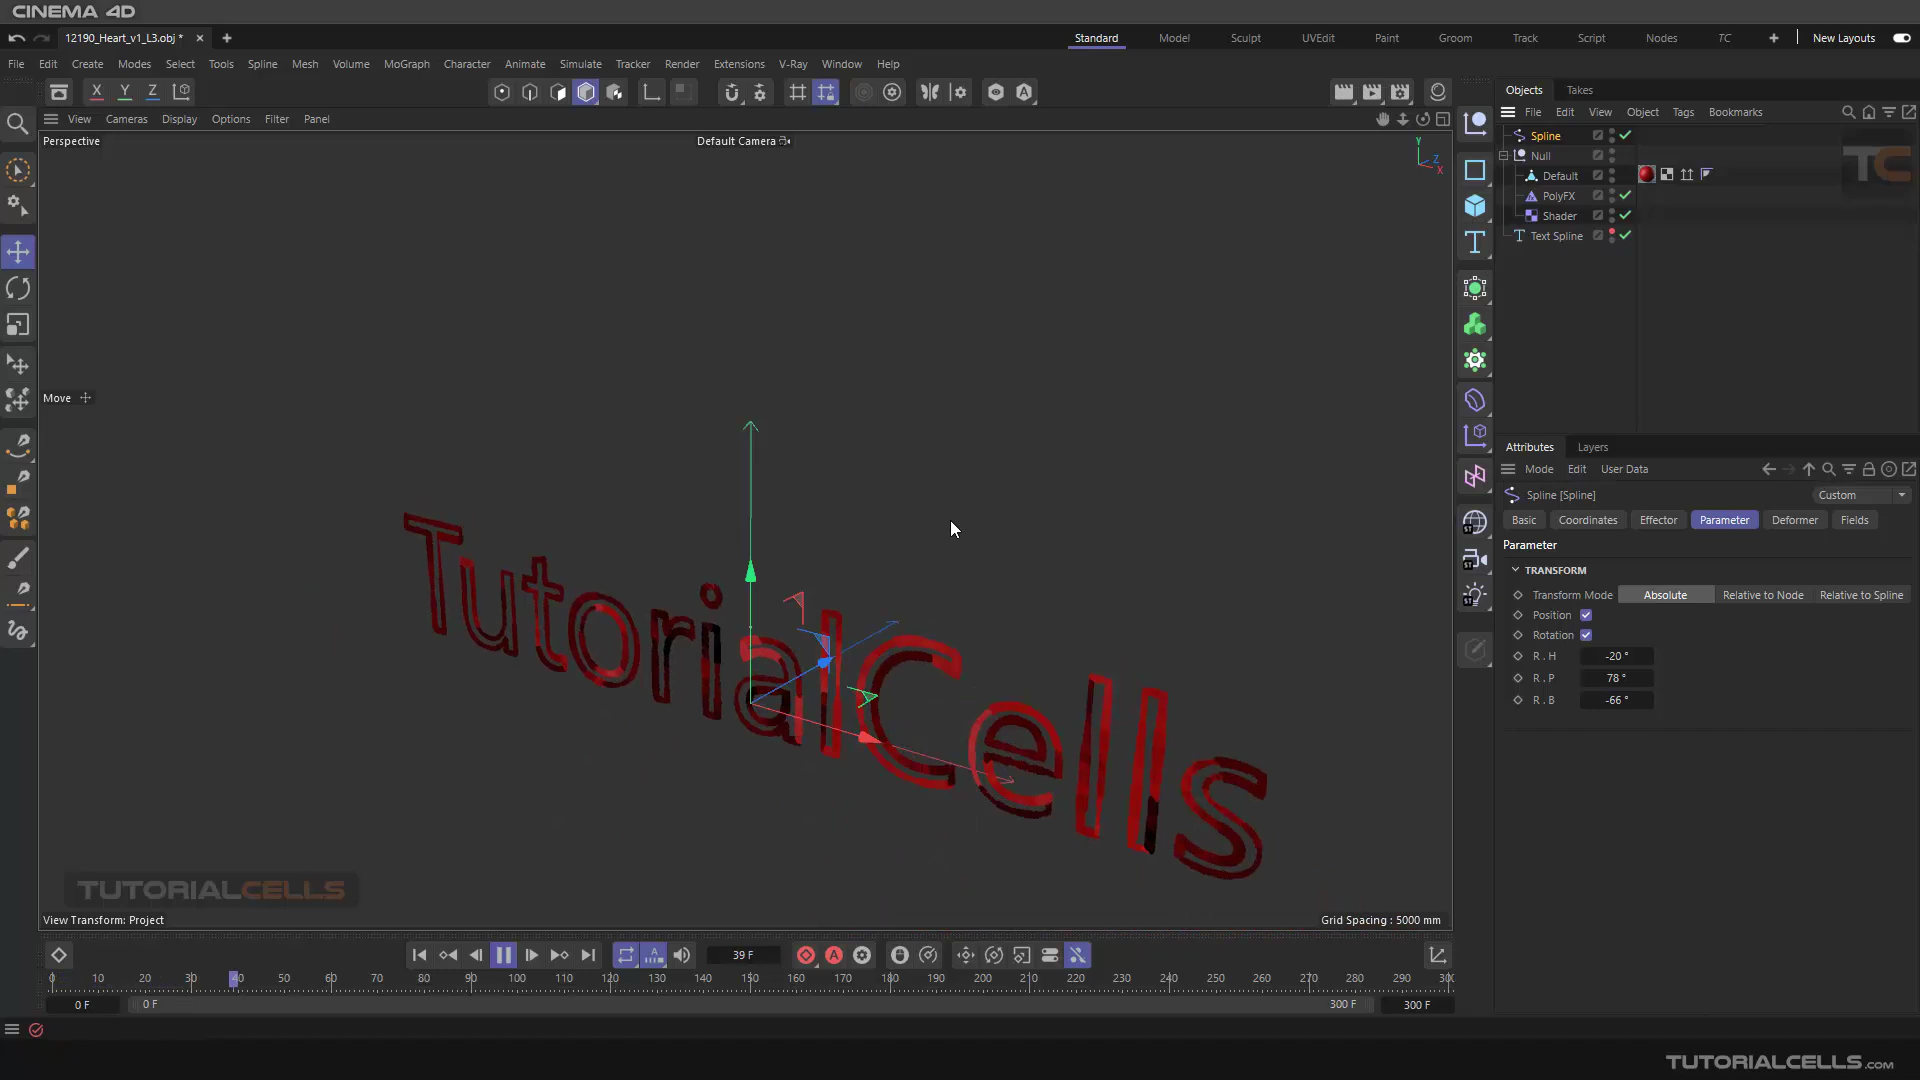 CINEMA 4D
12190_Heart_v1_L3.obj *
Standard
Model
Sculpt
UVEdit
Paint
Groom
Track
Script
Nodes
TC
New Layouts
File Edit Create Modes Select Tools Spline Mesh Volume MoGraph Character Animate Simulate Tracker Render Extensions V-Ray Window Help
X Y Z
Objects Takes
File Edit View Object Tags Bookmarks
View Cameras Display Options Filter Panel
Perspective
Default Camera
Y
Z
X
Spline
Null
Default
PolyFX
Shader
Text Spline
TC
Move
TutorialCells
TUTORIALCELLS
View Transform: Project
Grid Spacing : 5000 mm
Attributes Layers
Mode Edit User Data
Spline [Spline]
Custom
Basic Coordinates Effector Parameter Deformer Fields
Parameter
TRANSFORM
Transform Mode Absolute Relative to Node Relative to Spline
Position
Rotation
R . H -20 °
R . P 78 °
R . B -66 °
ST
ST
ST
39 F
0 10 20 30 40 50 60 70 80 90 100 110 120 130 140 150 160 170 180 190 200 210 220 230 240 250 260 270 280 290 300
0 F
0 F
300 F
300 F
TUTORIALCELLS.COM